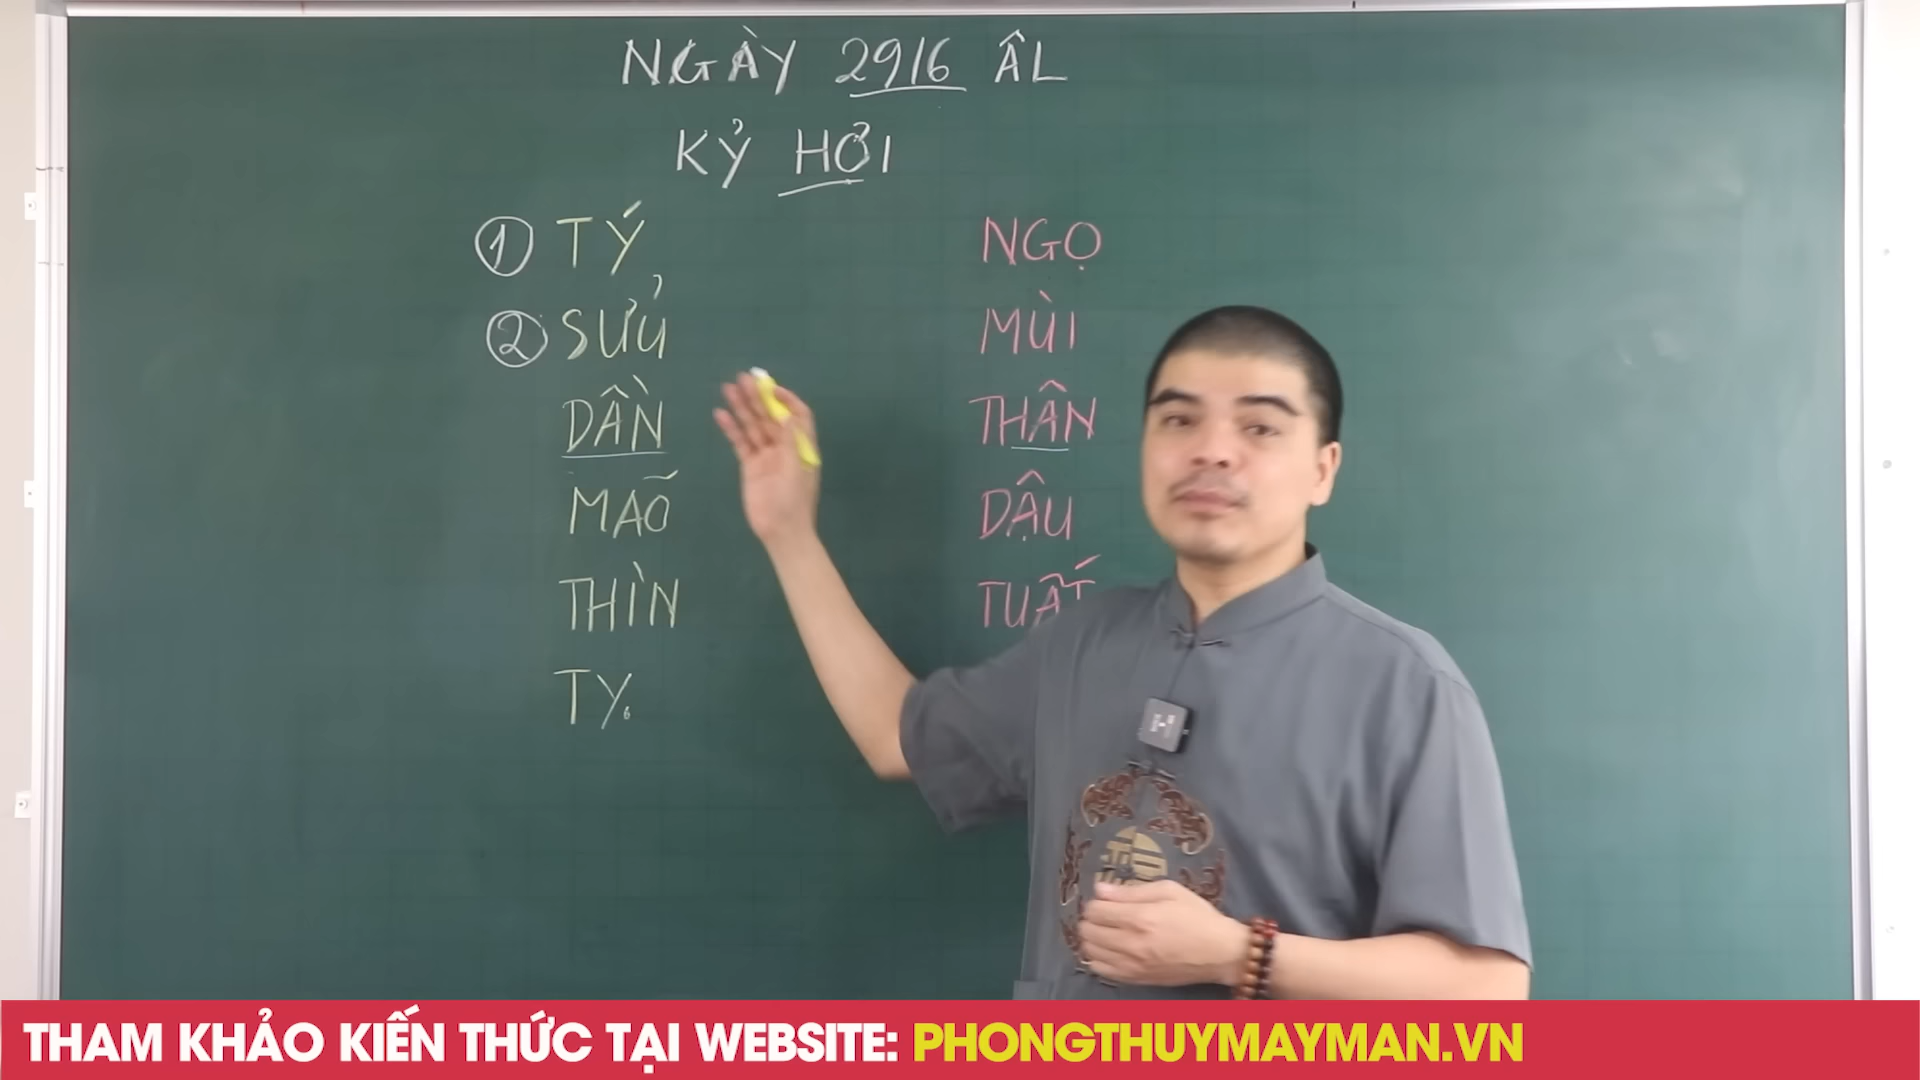 NGÀY 29/6 ÂL
KỶ HỢI
① TÝ
② SỬU
DẦN
MÃO
THÌN
TỴ
NGỌ
MÙI
THÂN
DẬU
TUẤT
THAM KHẢO KIẾN THỨC TẠI WEBSITE: PHONGTHUYMAYMAN.VN